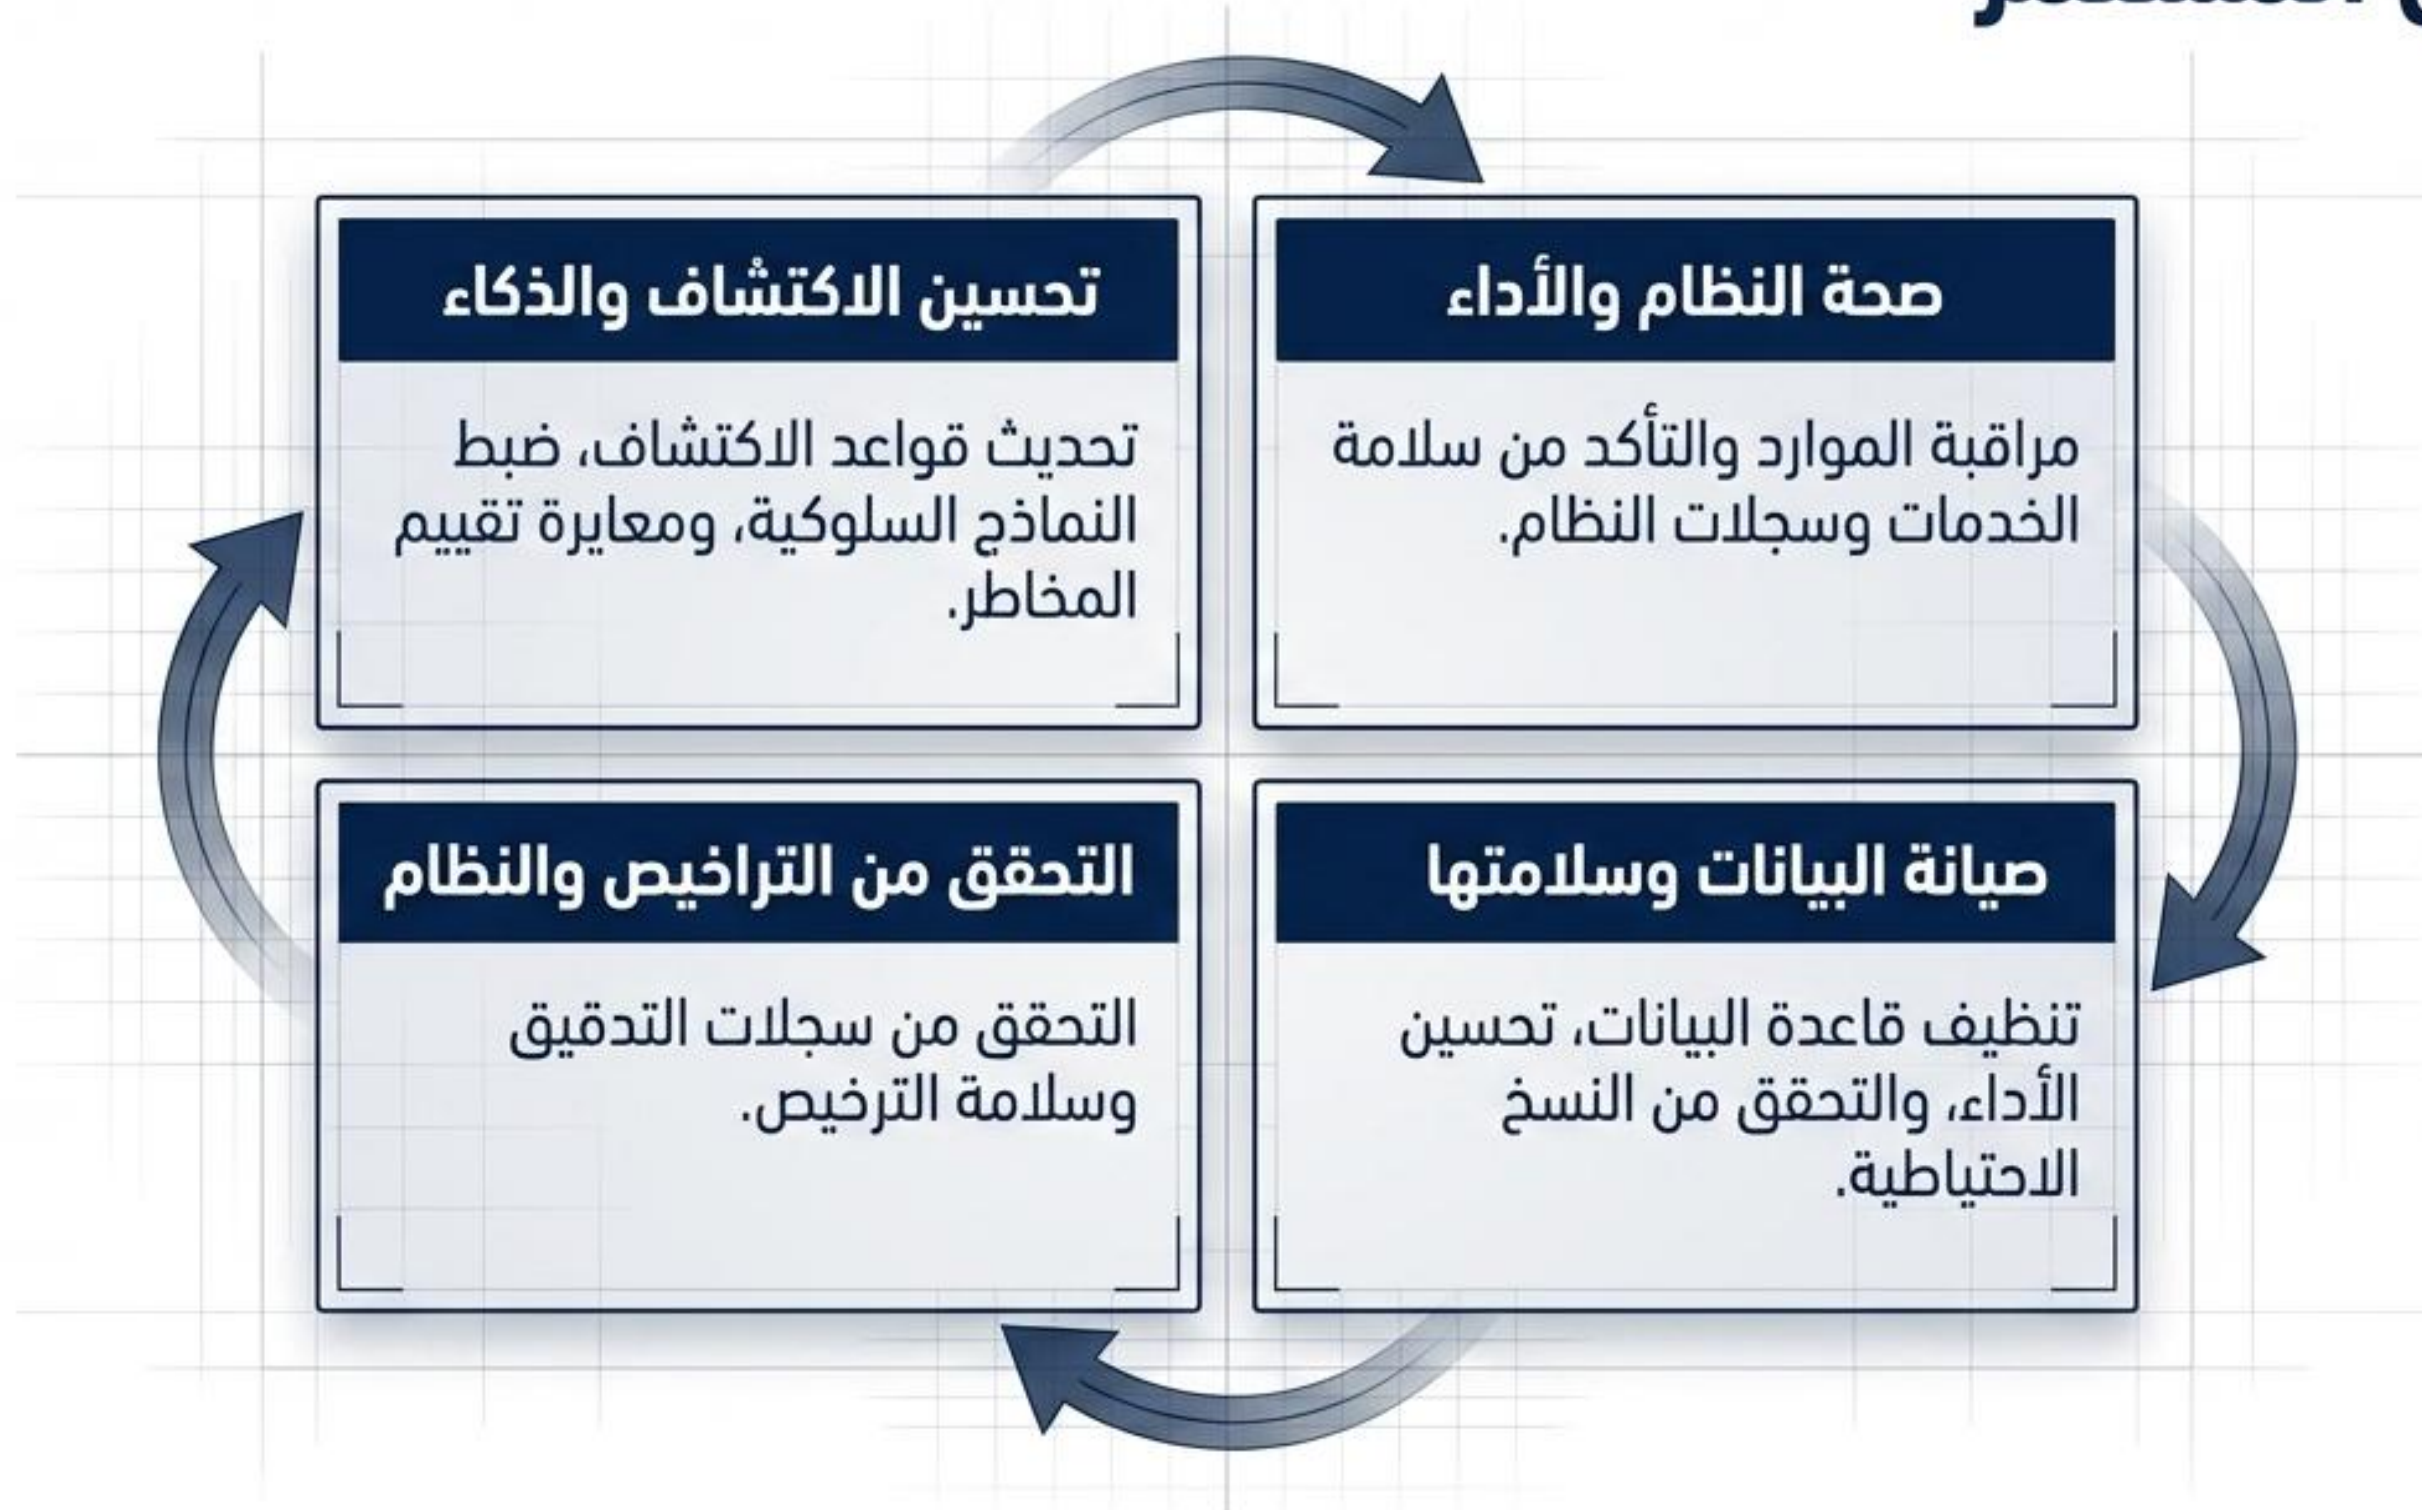 صحة النظام والأداء
مراقبة الموارد والتأكد من سلامة
الخدمات وسجلات النظام.
تحسين الاكتشاف والذكاء
تحديث قواعد الاكتشاف، ضبط
النماذج السلوكية، ومعايرة تقييم
المخاطر.
صيانة البيانات وسلامتها
تنظيف قاعدة البيانات، تحسين
الأداء، والتحقق من النسخ
الاحتياطية.
التحقق من التراخيص والنظام
التحقق من سجلات التدقيق
وسلامة الترخيص.